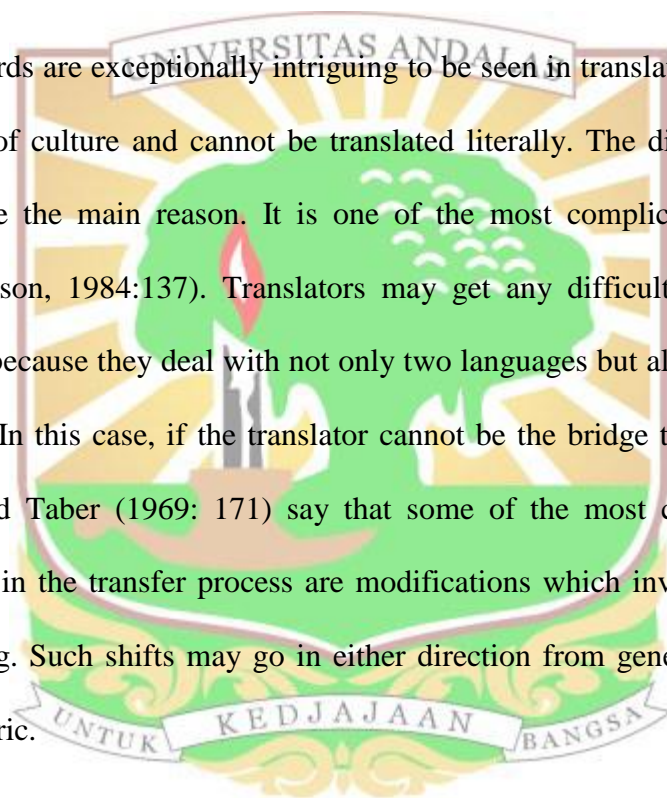 UNIVERSITAS ANDALAS
rds are exceptionally intriguing to be seen in transla
of culture and cannot be translated literally. The di
e the main reason. It is one of the most complic
son, 1984:137). Translators may get any difficult
because they deal with not only two languages but al
In this case, if the translator cannot be the bridge t
d Taber (1969: 171) say that some of the most c
in the transfer process are modifications which inv
g. Such shifts may go in either direction from gene
ric.
UNTUK KEDJAJAAN BANGSA